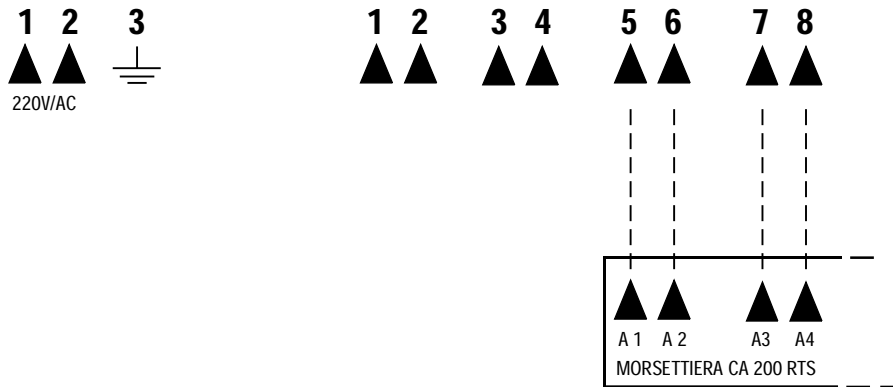 1 2 3 1 2 3 4 5 6 7 8
220V/AC
A 1 A 2 A3 A4
MORSETTIERA CA 200 RTS